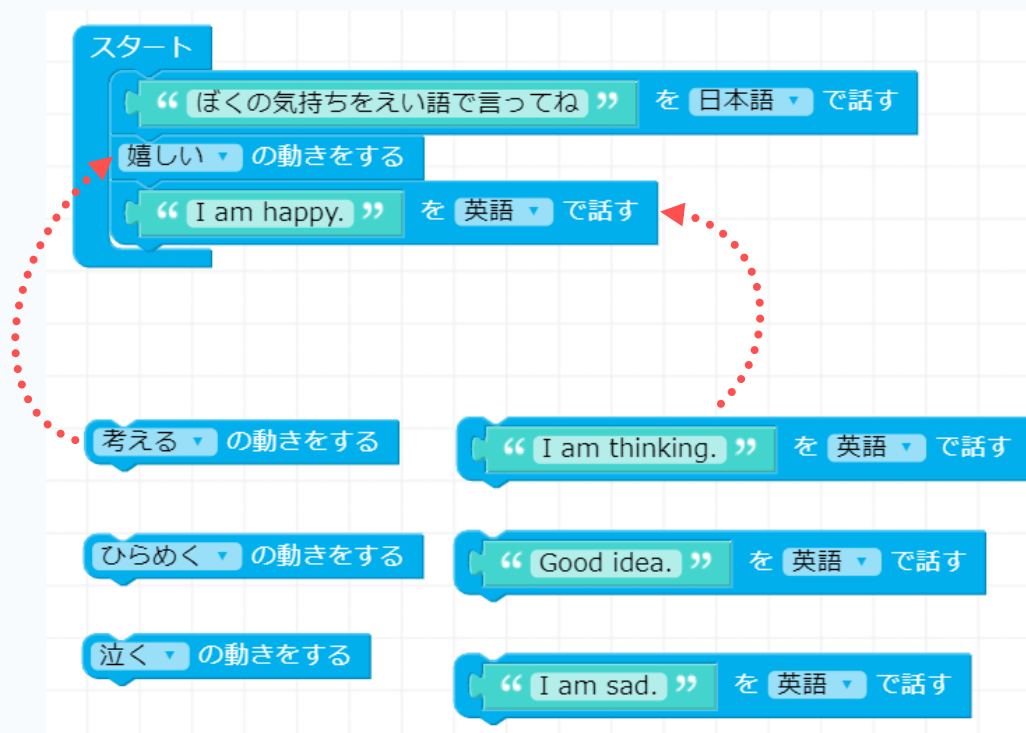 スタート
“ ぼくの気持ちをえい語で言ってね ” を 日本語 ▼ で話す
嬉しい ▼ の動きをする
“ I am happy. ” を 英語 ▼ で話す
考える ▼ の動きをする
“ I am thinking. ” を 英語 ▼ で話す
ひらめく ▼ の動きをする
“ Good idea. ” を 英語 ▼ で話す
泣く ▼ の動きをする
“ I am sad. ” を 英語 ▼ で話す